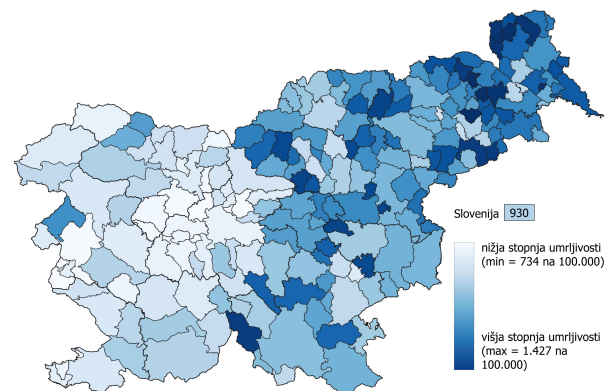 Slovenija 930
nižja stopnja umrljivosti
(min = 734 na 100.000)
višja stopnja umrljivosti
(max = 1.427 na
100.000)